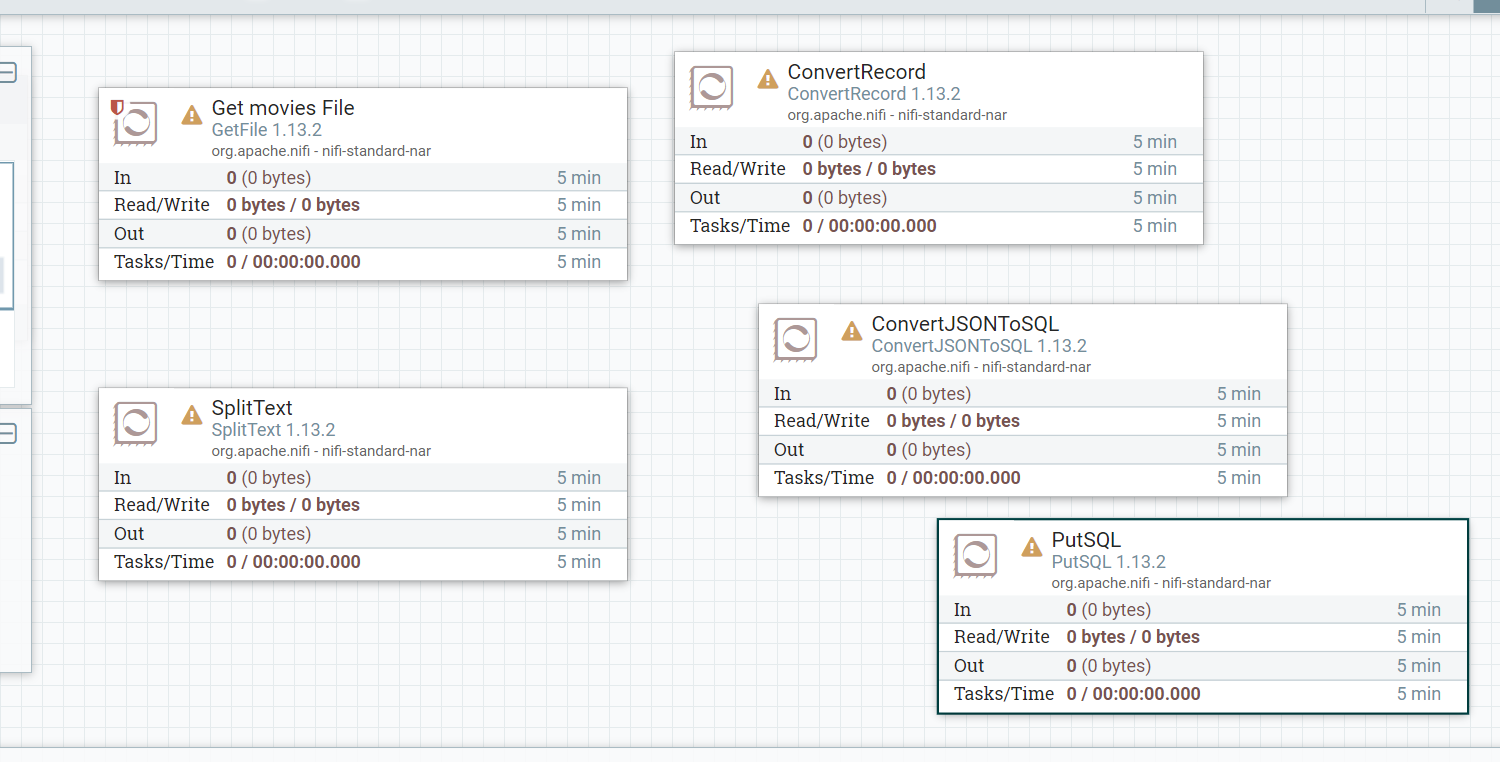 Get movies File
GetFile 1.13.2
org.apache.nifi - nifi-standard-nar
In 0 (0 bytes) 5 min
Read/Write 0 bytes / 0 bytes 5 min
Out 0 (0 bytes) 5 min
Tasks/Time 0 / 00:00:00.000 5 min
ConvertRecord
ConvertRecord 1.13.2
org.apache.nifi - nifi-standard-nar
In 0 (0 bytes) 5 min
Read/Write 0 bytes / 0 bytes 5 min
Out 0 (0 bytes) 5 min
Tasks/Time 0 / 00:00:00.000 5 min
ConvertJSONToSQL
ConvertJSONToSQL 1.13.2
org.apache.nifi - nifi-standard-nar
In 0 (0 bytes) 5 min
Read/Write 0 bytes / 0 bytes 5 min
Out 0 (0 bytes) 5 min
Tasks/Time 0 / 00:00:00.000 5 min
SplitText
SplitText 1.13.2
org.apache.nifi - nifi-standard-nar
In 0 (0 bytes) 5 min
Read/Write 0 bytes / 0 bytes 5 min
Out 0 (0 bytes) 5 min
Tasks/Time 0 / 00:00:00.000 5 min
PutSQL
PutSQL 1.13.2
org.apache.nifi - nifi-standard-nar
In 0 (0 bytes) 5 min
Read/Write 0 bytes / 0 bytes 5 min
Out 0 (0 bytes) 5 min
Tasks/Time 0 / 00:00:00.000 5 min